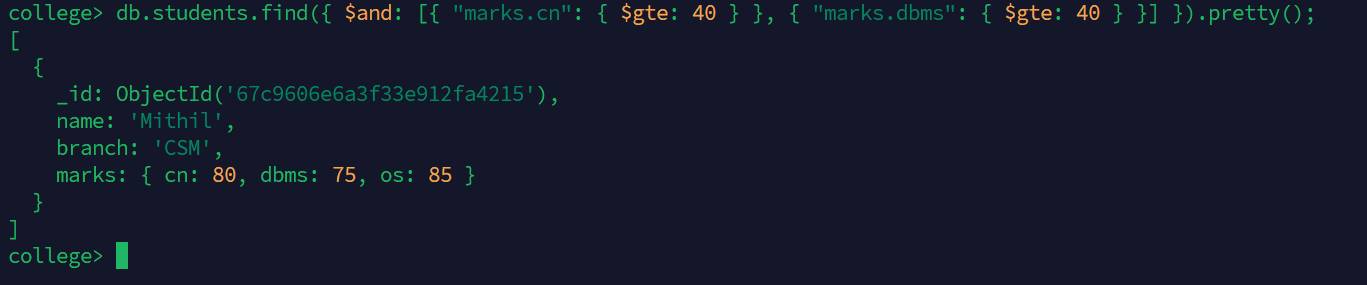 college> db.students.find({ $and: [{ "marks.cn": { $gte: 40 } }, { "marks.dbms": { $gte: 40 } }] }).pretty();
[
  {
    _id: ObjectId('67c9606e6a3f33e912fa4215'),
    name: 'Mithil',
    branch: 'CSM',
    marks: { cn: 80, dbms: 75, os: 85 }
  }
]
college>